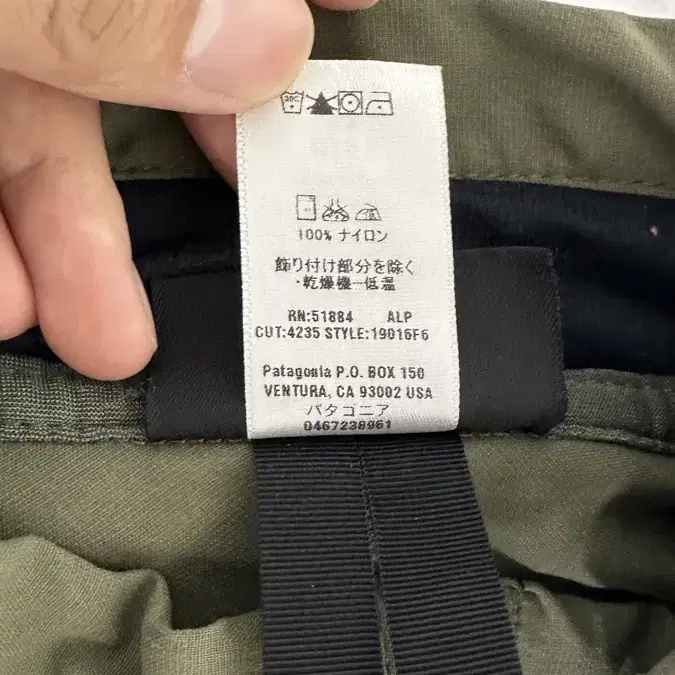 30C
100% ナイロン
飾り付け部分を除く
・乾燥機一低温
RN:51884 ALP
CUT:4235 STYLE:19016F6
Patagonia P.O. BOX 150
VENTURA, CA 93002 USA
パタゴニア
0467238961